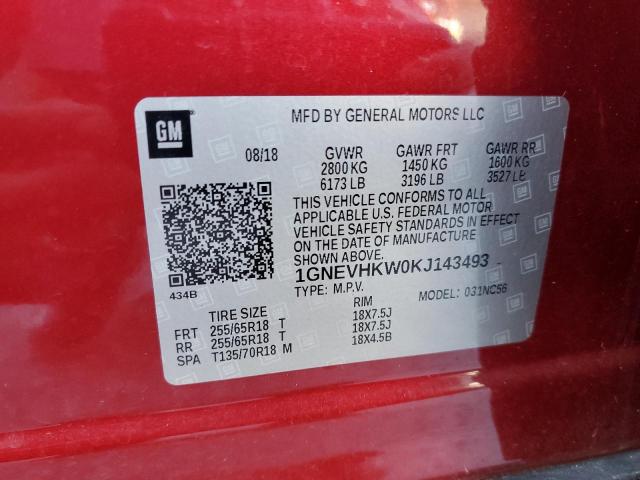 MFD BY GENERAL MOTORS LLC
GM
08/18 GVWR GAWR FRT GAWR RR
2800 KG 1450 KG 1600 KG
6173 LB 3196 LB 3527 LB
THIS VEHICLE CONFORMS TO ALL
APPLICABLE U.S. FEDERAL MOTOR
VEHICLE SAFETY STANDARDS IN EFFECT
ON THE DATE OF MANUFACTURE
SHOWN ABOVE.
1GNEVHKW0KJ143493
434B
TYPE: M.P.V. MODEL: 031NC56
TIRE SIZE RIM
FRT 255/65R18 T 18X7.5J
RR 255/65R18 T 18X7.5J
SPA T135/70R18 M 18X4.5B